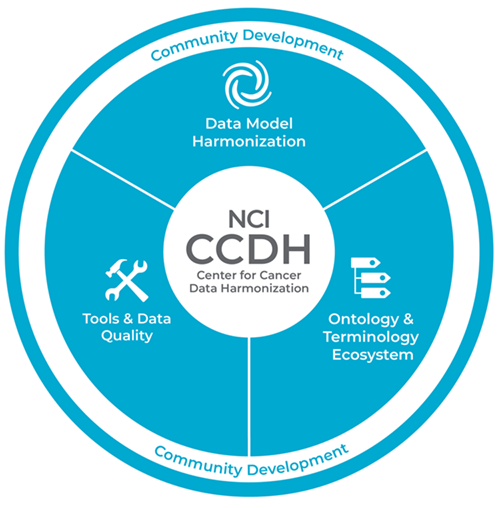 Community Development
Data Model
Harmonization
NCI
CCDH
Center for Cancer
Data Harmonization
Tools & Data
Quality
Ontology &
Terminology
Ecosystem
Community Development